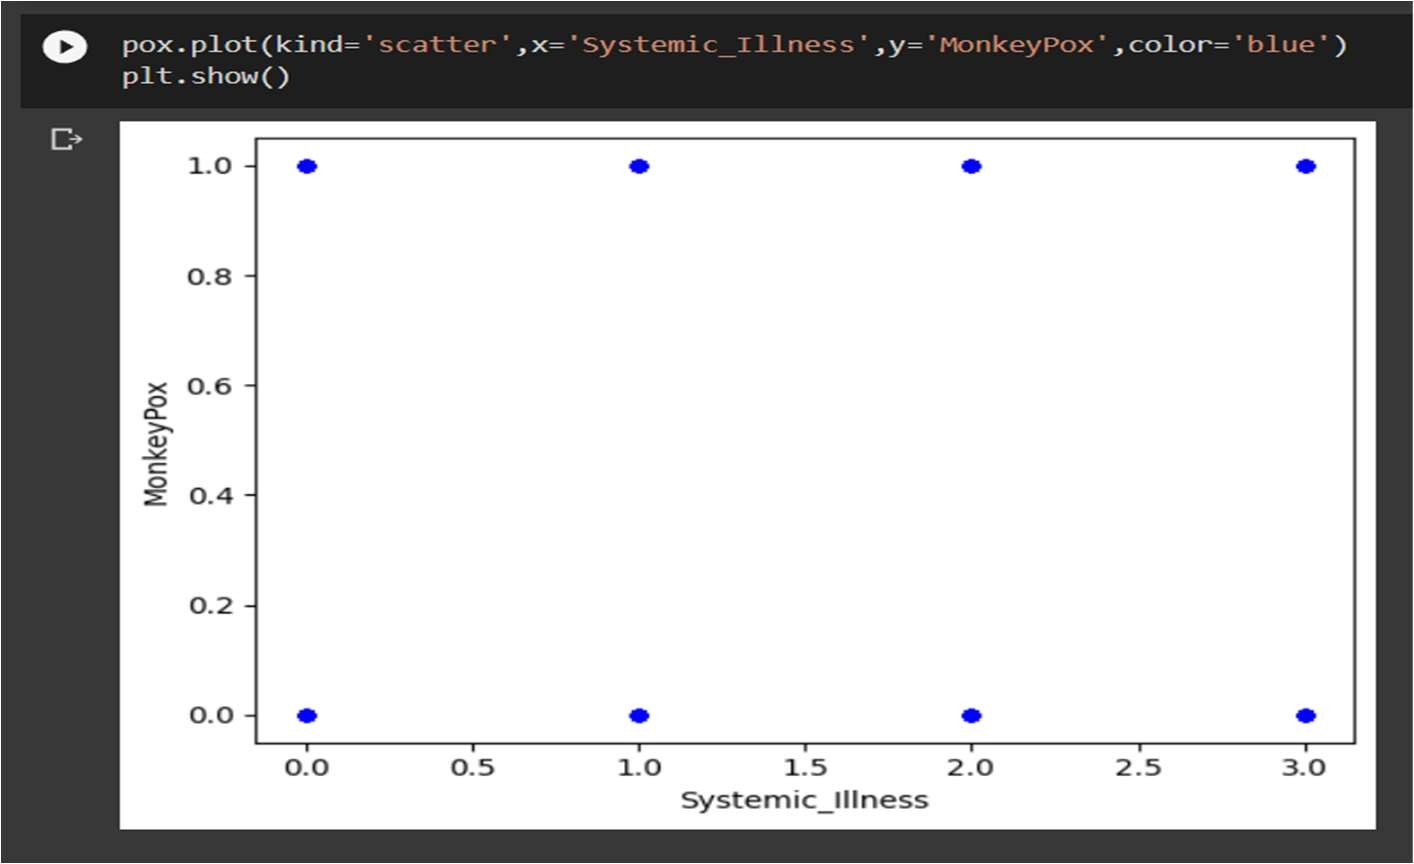 pox.plot(kind='scatter',x='Systemic_Illness',y='MonkeyPox',color='blue')
plt.show()
1.0
0.8
0.6
0.4
0.2
0.0
MonkeyPox
0.0 0.5 1.0 1.5 2.0 2.5 3.0
Systemic_Illness